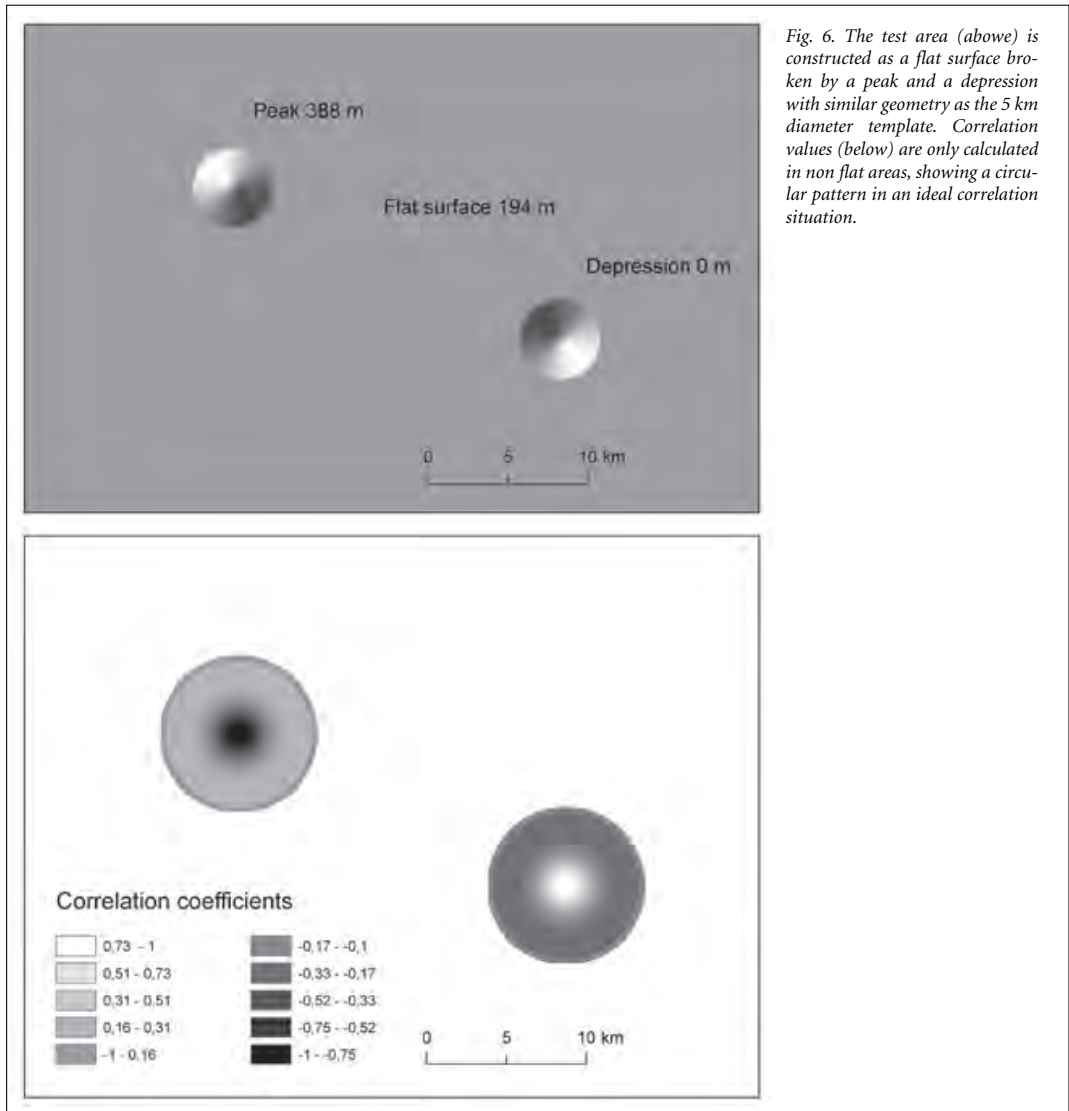 Peak 388 m
Flat surface 194 m
Depression 0 m
0 5 10 km
Fig. 6. The test area (abowe) is
constructed as a flat surface bro-
ken by a peak and a depression
with similar geometry as the 5 km
diameter template. Correlation
values (below) are only calculated
in non flat areas, showing a circu-
lar pattern in an ideal correlation
situation.
Correlation coefficients
0,73 - 1
0,51 - 0,73
0,31 - 0,51
0,16 - 0,31
-1 - 0,16
-0,17 - -0,1
-0,33 - -0,17
-0,52 - -0,33
-0,75 - -0,52
-1 - -0,75
0 5 10 km